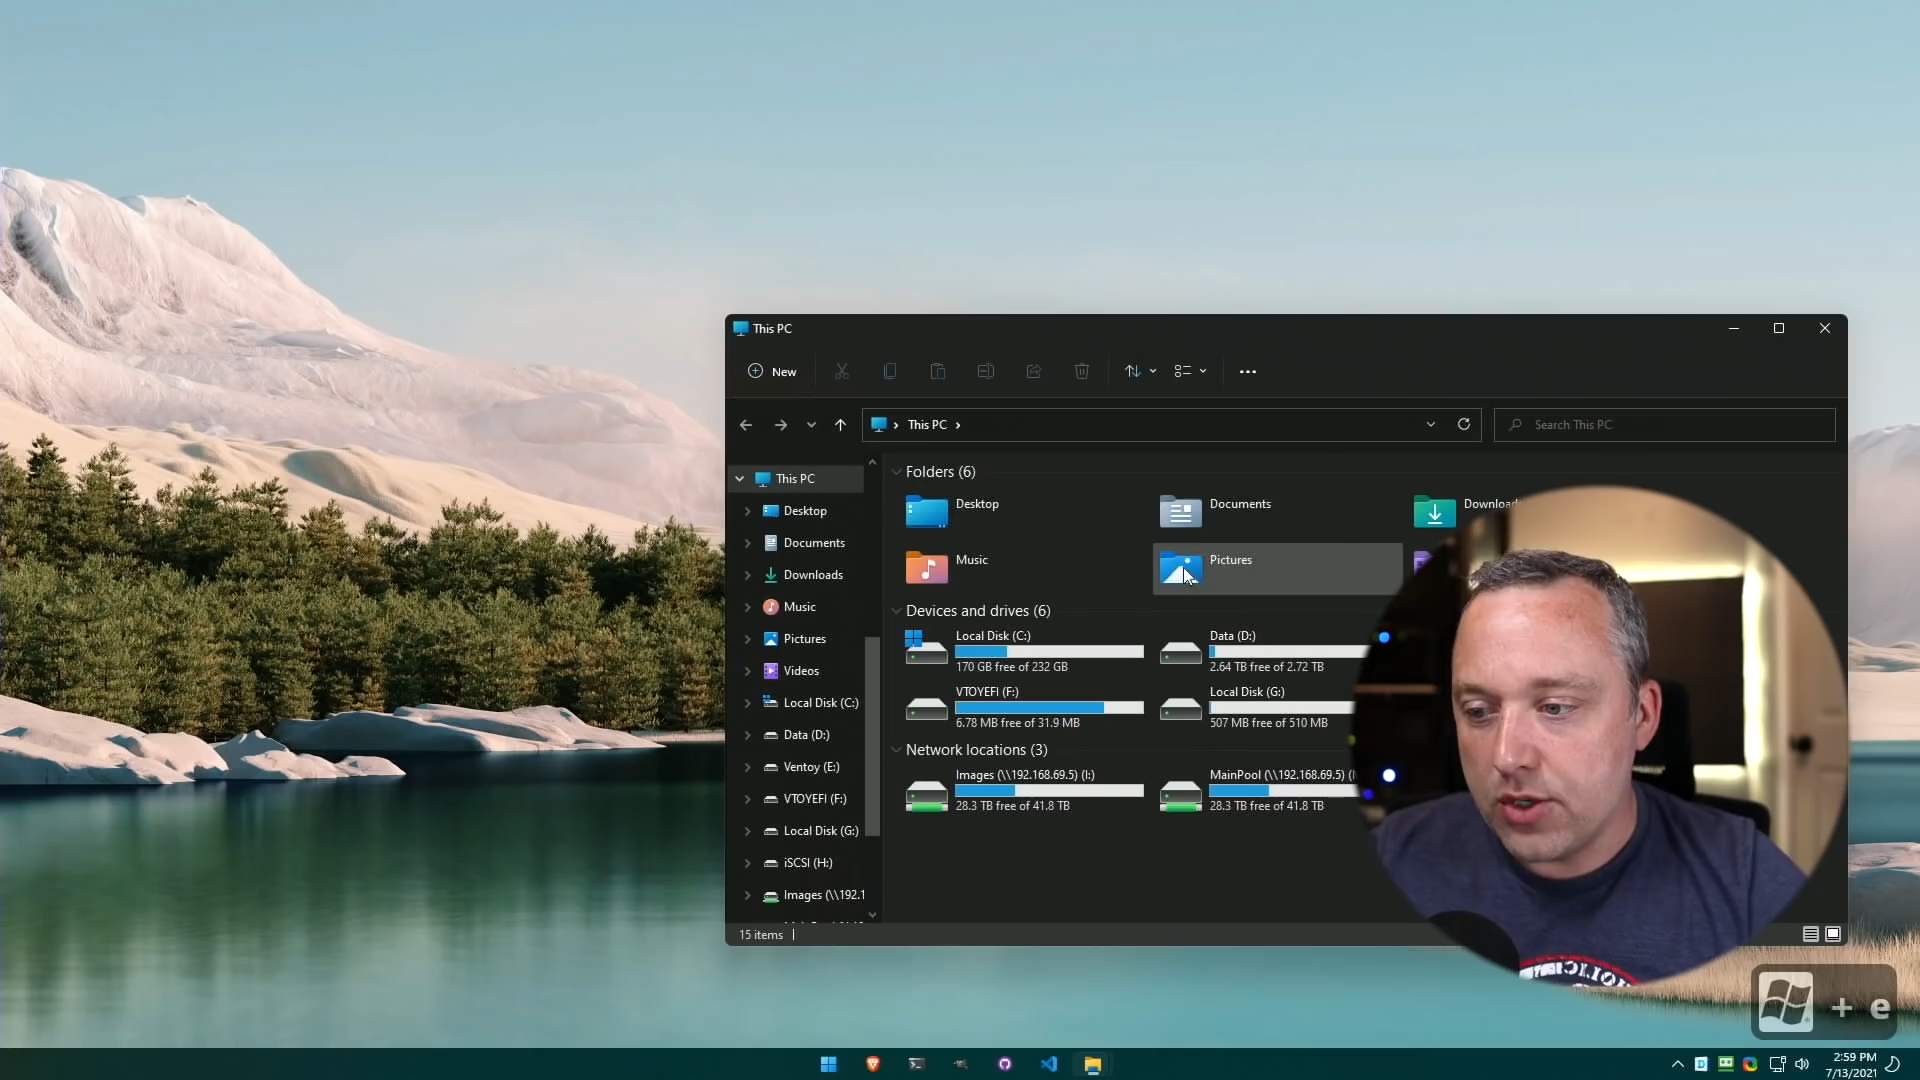 This PC
New
This PC
Search This PC
This PC
Desktop
Documents
Downloads
Music
Pictures
Videos
Local Disk (C:)
Data (D:)
Ventoy (E:)
VTOYEFI (F:)
Local Disk (G:)
iSCSI (H:)
Images (\\192.1
Folders (6)
Desktop
Documents
Music
Pictures
Devices and drives (6)
Local Disk (C:)
170 GB free of 232 GB
Data (D:)
2.64 TB free of 2.72 TB
VTOYEFI (F:)
6.78 MB free of 31.9 MB
Local Disk (G:)
507 MB free of 510 MB
Network locations (3)
Images (\\192.168.69.5) (I:)
28.3 TB free of 41.8 TB
MainPool (\\192.168.69.5)
28.3 TB free of 41.8 TB
15 items
+ e
2:59 PM
7/13/2021